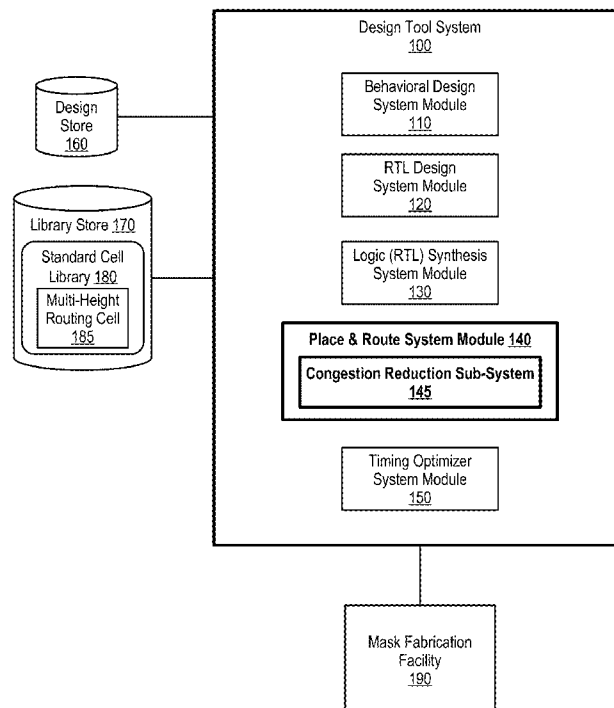 Design Tool System
100
Behavioral Design
System Module
110
RTL Design
System Module
120
Logic (RTL) Synthesis
System Module
130
Place & Route System Module 140
Congestion Reduction Sub-System
145
Timing Optimizer
System Module
150
Design
Store
160
Library Store 170
Standard Cell
Library 180
Multi-Height
Routing Cell
185
Mask Fabrication
Facility
190